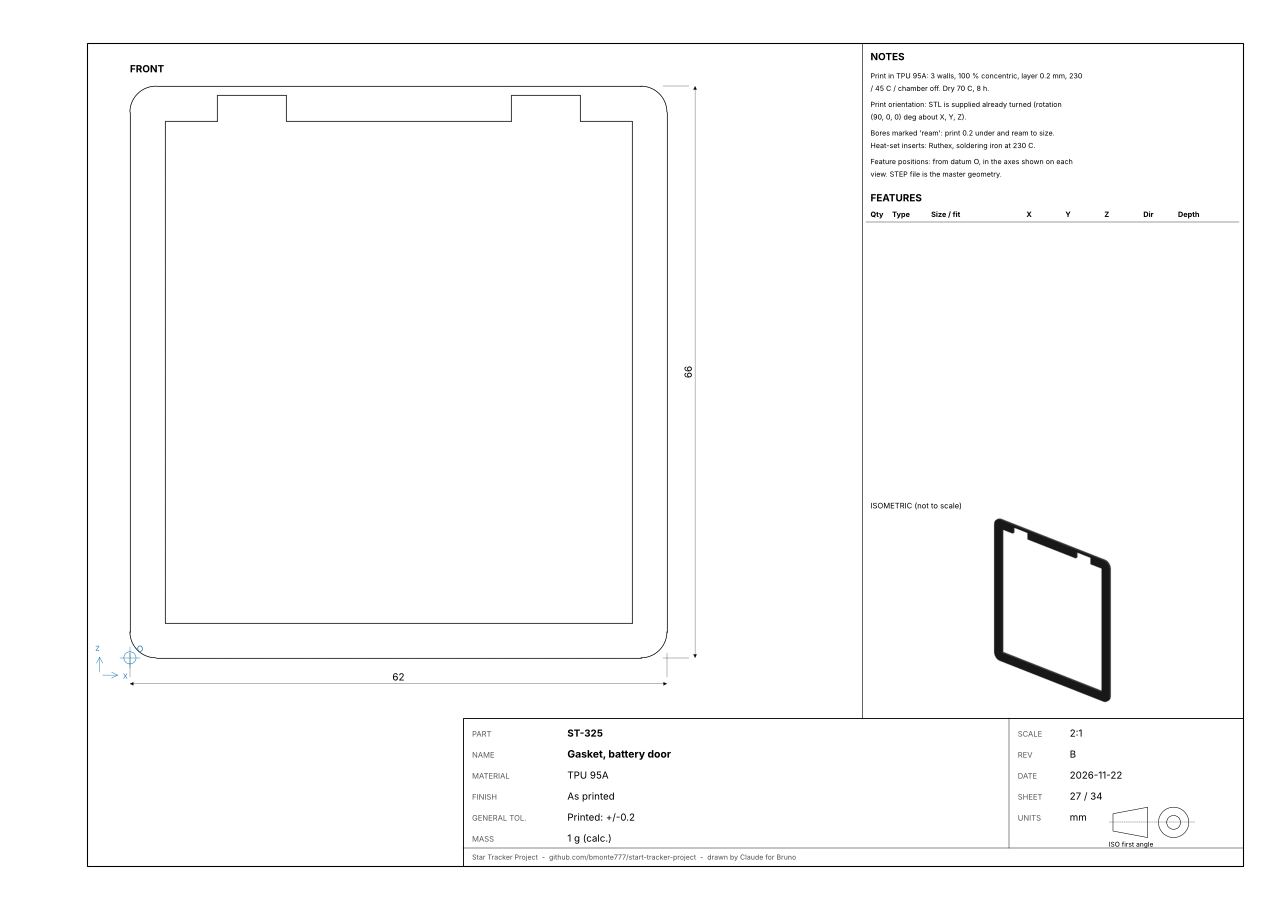 FRONT
66
62
Z
X
O
NOTES
Print in TPU 95A: 3 walls, 100 % concentric, layer 0.2 mm, 230
/ 45 C / chamber off. Dry 70 C, 8 h.
Print orientation: STL is supplied already turned (rotation
(90, 0, 0) deg about X, Y, Z).
Bores marked 'ream': print 0.2 under and ream to size.
Heat-set inserts: Ruthex, soldering iron at 230 C.
Feature positions: from datum O, in the axes shown on each
view. STEP file is the master geometry.
FEATURES
Qty Type Size / fit X Y Z Dir Depth
ISOMETRIC (not to scale)
PART ST-325
NAME Gasket, battery door
MATERIAL TPU 95A
FINISH As printed
GENERAL TOL. Printed: +/-0.2
MASS 1 g (calc.)
SCALE 2:1
REV B
DATE 2026-11-22
SHEET 27 / 34
UNITS mm
ISO first angle
Star Tracker Project - github.com/bmonte777/start-tracker-project - drawn by Claude for Bruno